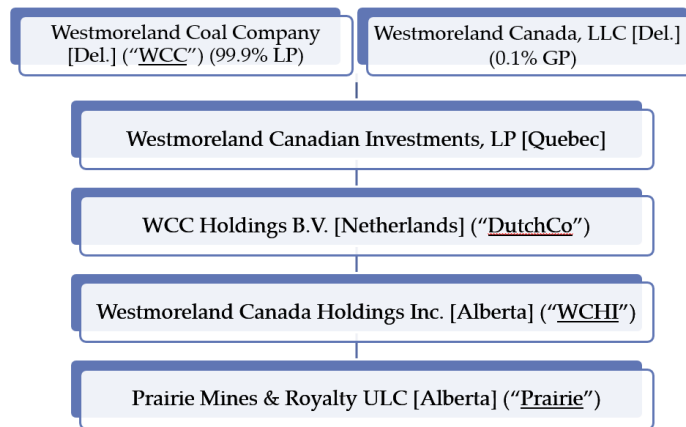 Westmoreland Coal Company
[Del.] (“WCC”) (99.9% LP)
Westmoreland Canada, LLC [Del.]
(0.1% GP)
Westmoreland Canadian Investments, LP [Quebec]
WCC Holdings B.V. [Netherlands] (“DutchCo”)
Westmoreland Canada Holdings Inc. [Alberta] (“WCHI”)
Prairie Mines & Royalty ULC [Alberta] (“Prairie”)